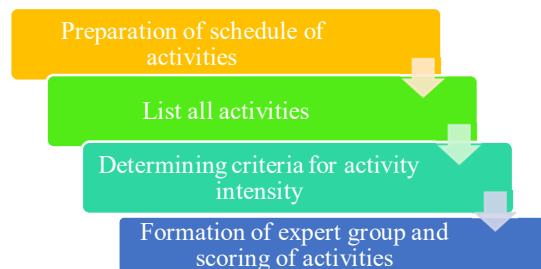 Preparation of schedule of
activities
List all activities
Determining criteria for activity
intensity
Formation of expert group and
scoring of activities